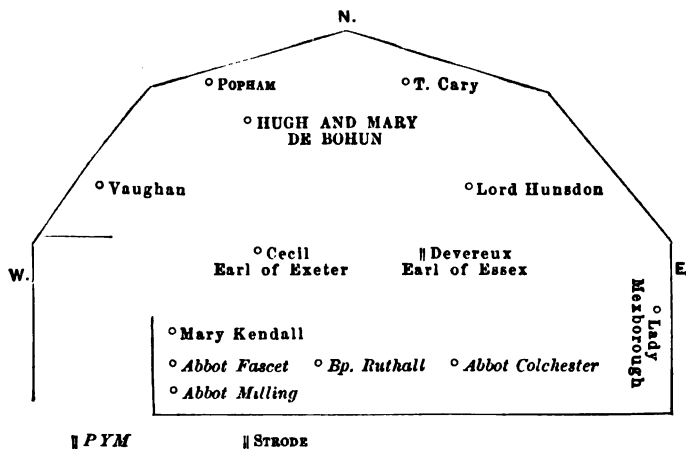 N.
POPHAM
T. Cary
HUGH AND MARY
DE BOHUN
Vaughan
Lord Hunsdon
Cecil
Earl of Exeter
Devereux
Earl of Essex
W.
E.
Lady
Mexborough
Mary Kendall
Abbot Fascet
Bp. Ruthall
Abbot Colchester
Abbot Milling
PYM
STRODE